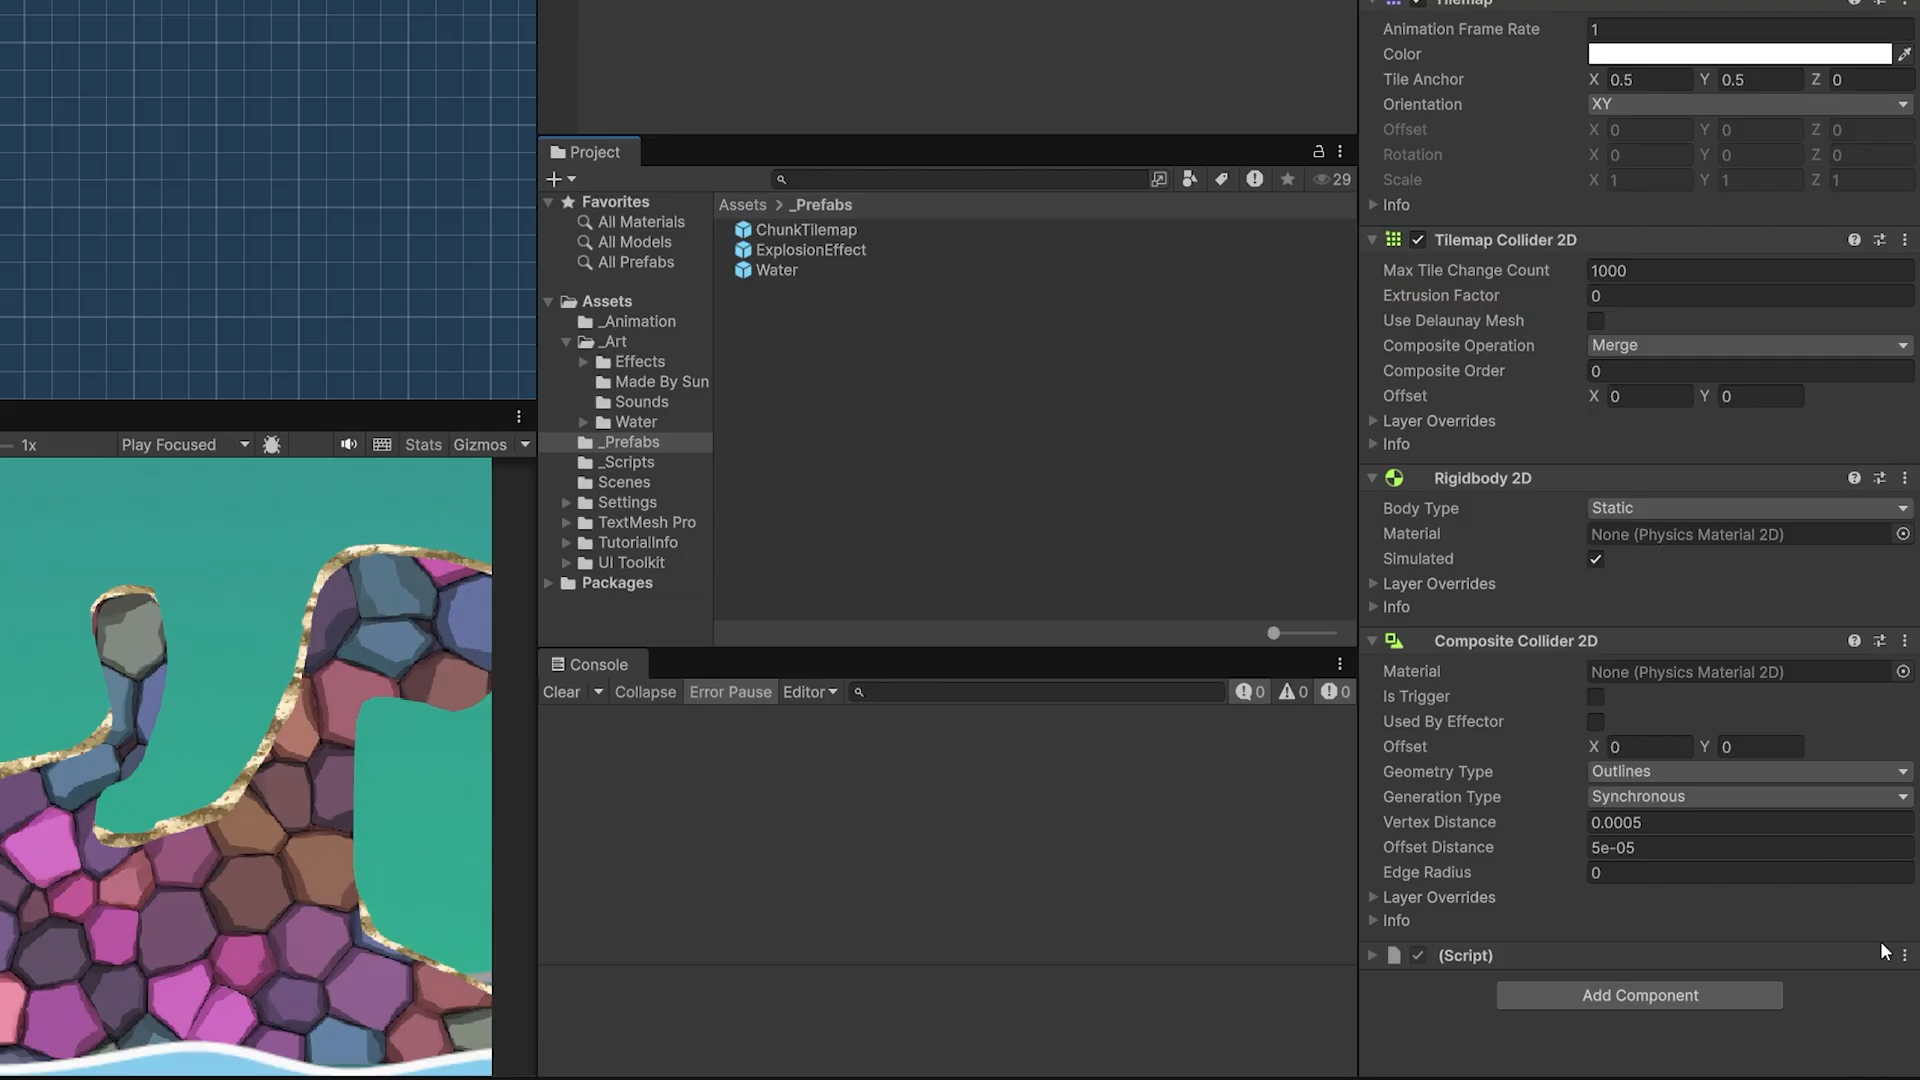 1x
Play Focused
Stats
Gizmos
Project
29
Favorites
All Materials
All Models
All Prefabs
Assets
_Animation
_Art
Effects
Made By Sun
Sounds
Water
_Prefabs
_Scripts
Scenes
Settings
TextMesh Pro
TutorialInfo
UI Toolkit
Packages
Assets > _Prefabs
ChunkTilemap
ExplosionEffect
Water
Console
Clear
Collapse
Error Pause
Editor
0
0
0
Tilemap
Animation Frame Rate 1
Color
Tile Anchor X 0.5 Y 0.5 Z 0
Orientation XY
Offset X 0 Y 0 Z 0
Rotation X 0 Y 0 Z 0
Scale X 1 Y 1 Z 1
Info
Tilemap Collider 2D
Max Tile Change Count 1000
Extrusion Factor 0
Use Delaunay Mesh
Composite Operation Merge
Composite Order 0
Offset X 0 Y 0
Layer Overrides
Info
Rigidbody 2D
Body Type Static
Material None (Physics Material 2D)
Simulated
Layer Overrides
Info
Composite Collider 2D
Material None (Physics Material 2D)
Is Trigger
Used By Effector
Offset X 0 Y 0
Geometry Type Outlines
Generation Type Synchronous
Vertex Distance 0.0005
Offset Distance 5e-05
Edge Radius 0
Layer Overrides
Info
(Script)
Add Component